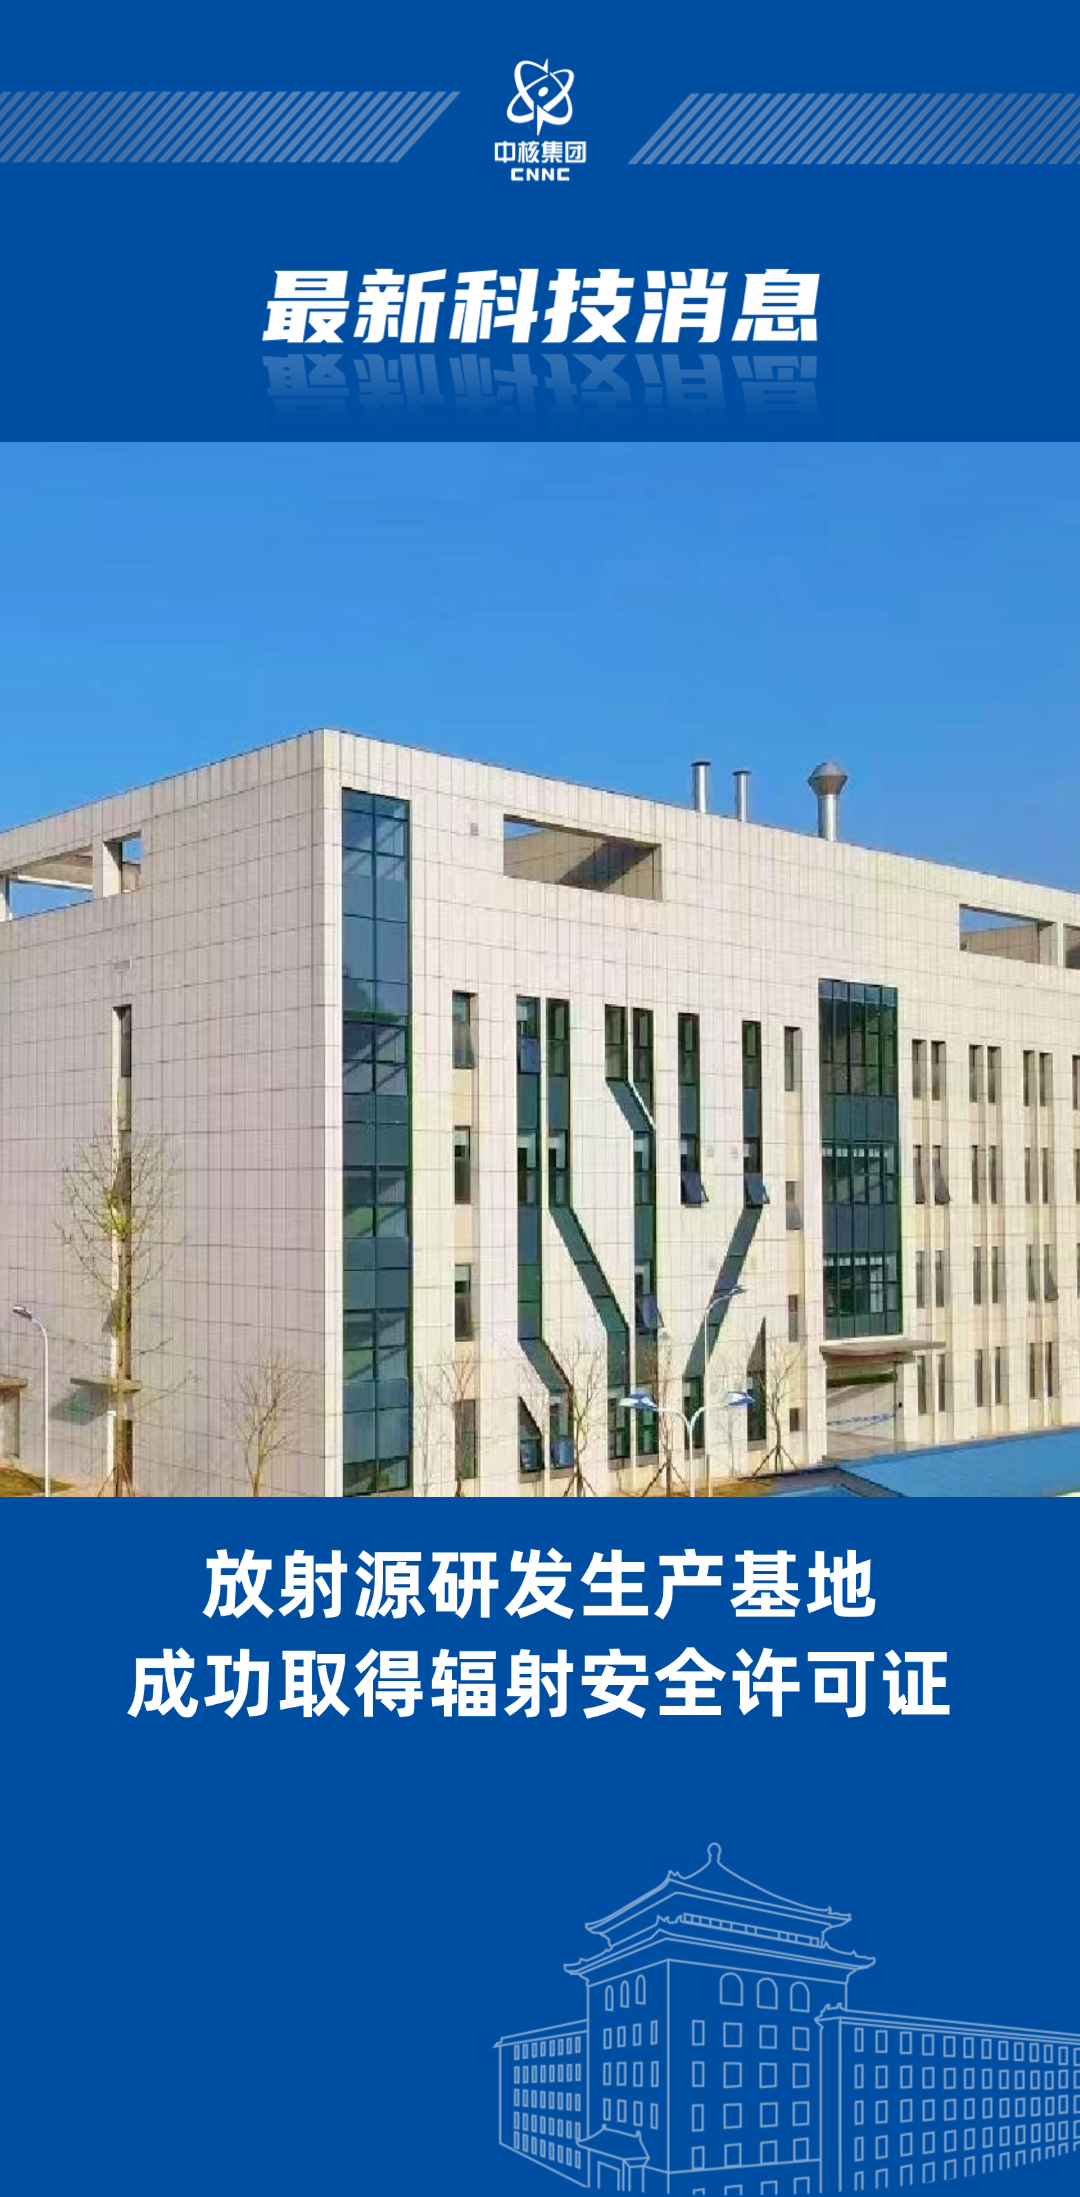 中核集团
CNNC
最新科技消息
放射源研发生产基地
成功取得辐射安全许可证